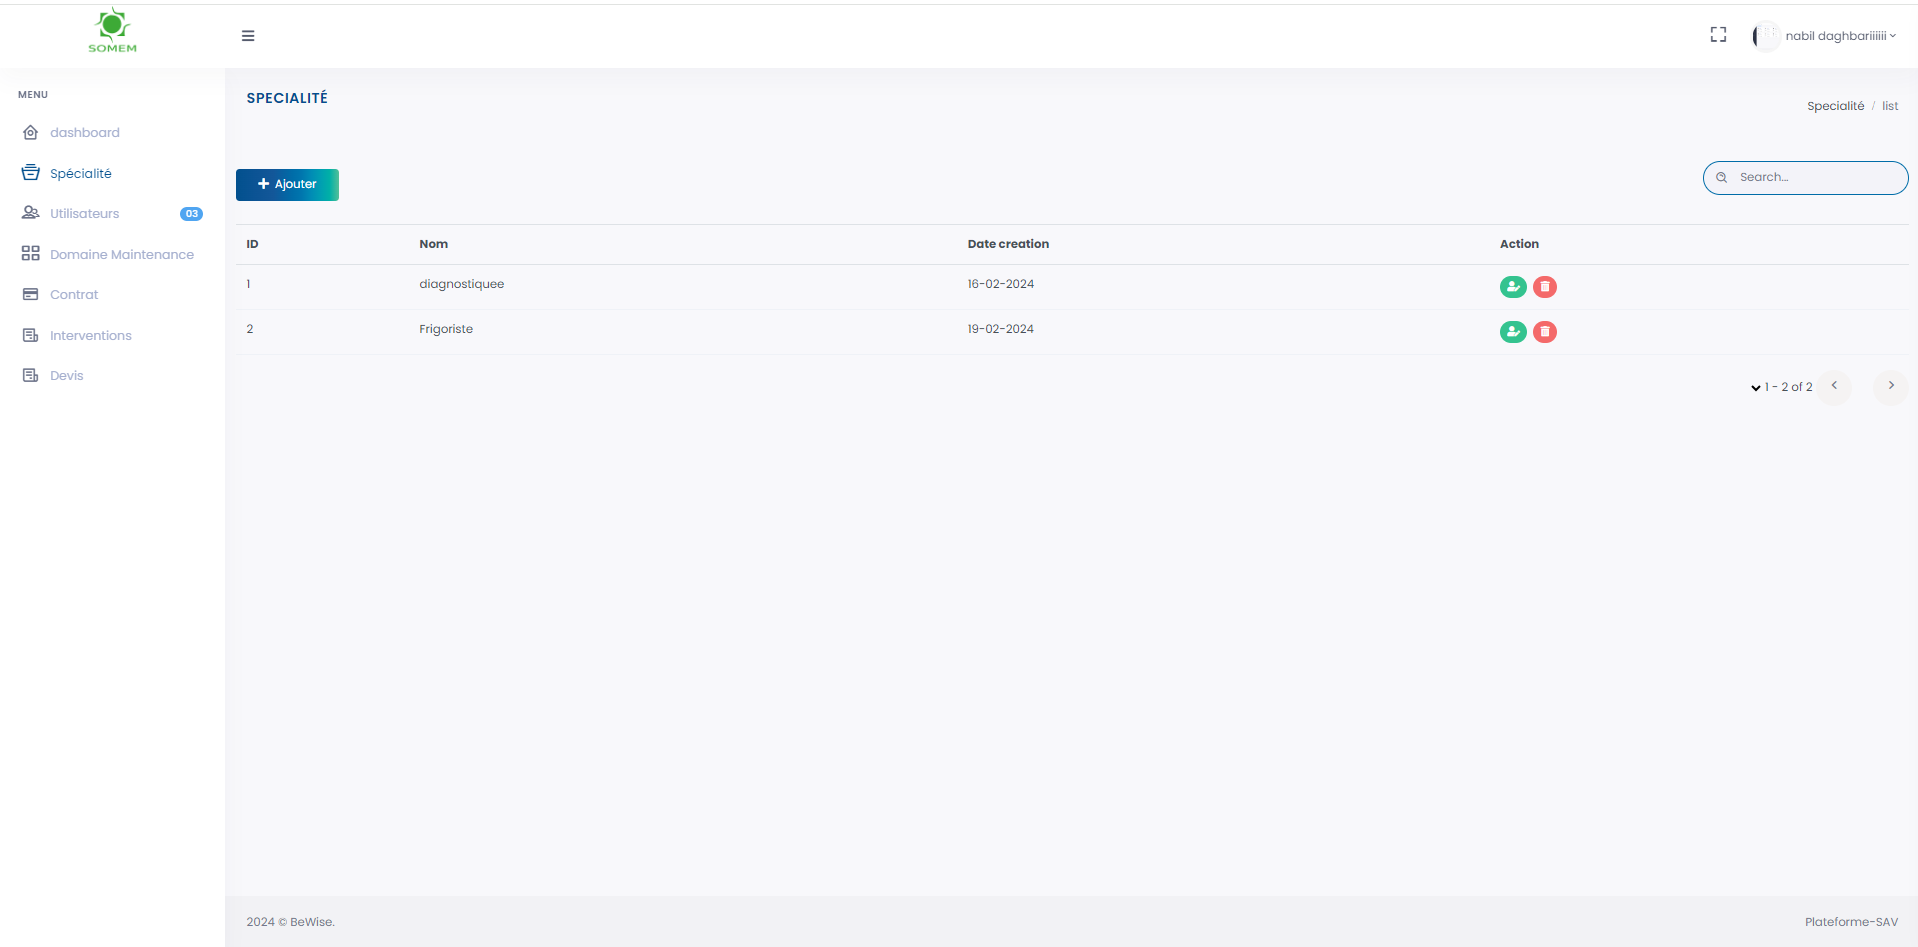 SOMEM
nabil daghbariiiiii
MENU
dashboard
Spécialité
Utilisateurs 03
Domaine Maintenance
Contrat
Interventions
Devis
SPECIALITÉ
Specialité / list
+ Ajouter
Search...
ID Nom Date creation Action
1 diagnostiquee 16-02-2024
2 Frigoriste 19-02-2024
1 - 2 of 2
2024 © BeWise.
Plateforme-SAV